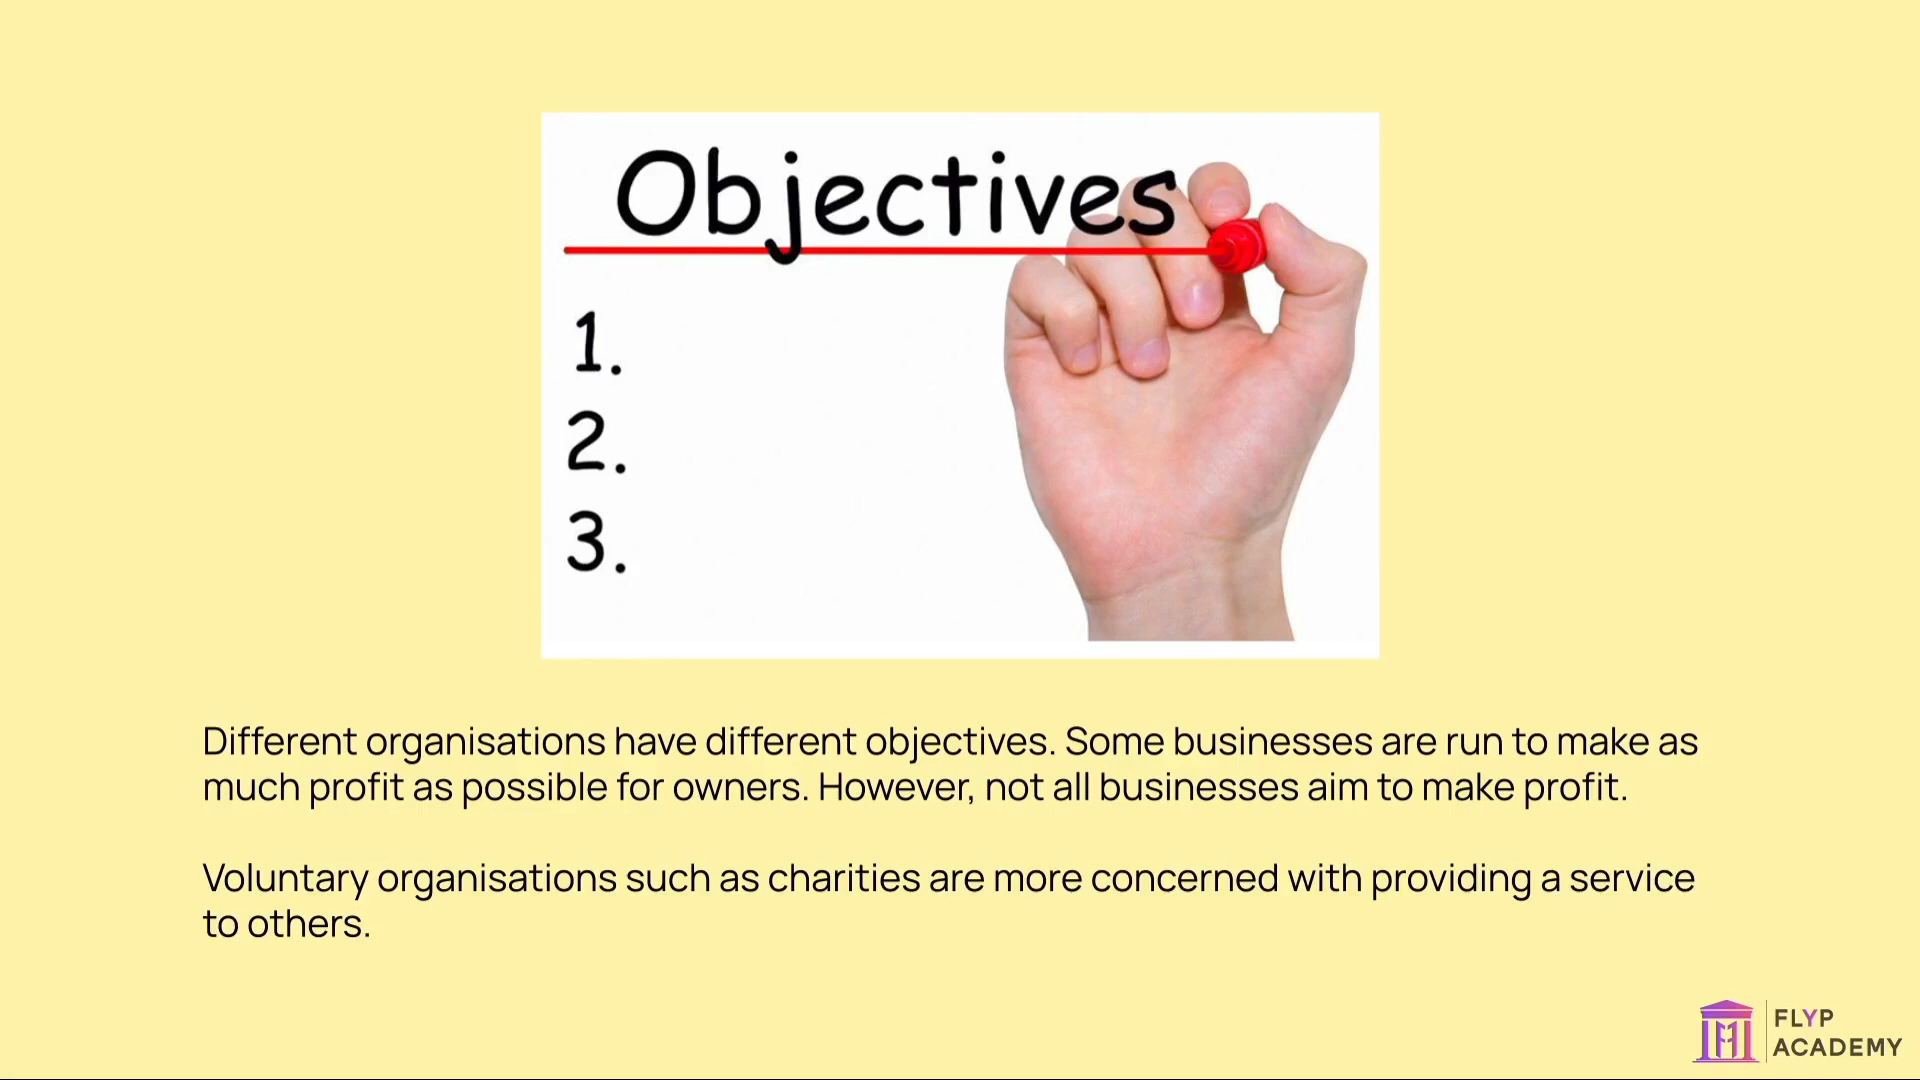 Objectives
1.
2.
3.
Different organisations have different objectives. Some businesses are run to make as
much profit as possible for owners. However, not all businesses aim to make profit.
Voluntary organisations such as charities are more concerned with providing a service
to others.
FLYP
ACADEMY